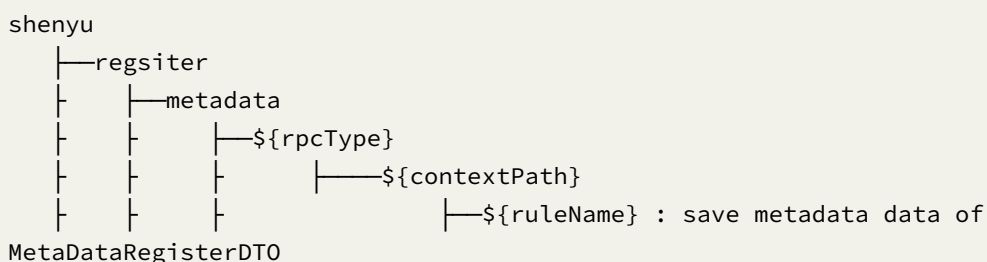 shenyu
   ├──regsiter
   ├    ├──metadata
   ├    ├     ├──${rpcType}
   ├    ├     ├      ├────${contextPath}
   ├    ├     ├               ├──${ruleName} : save metadata data of
MetaDataRegisterDTO